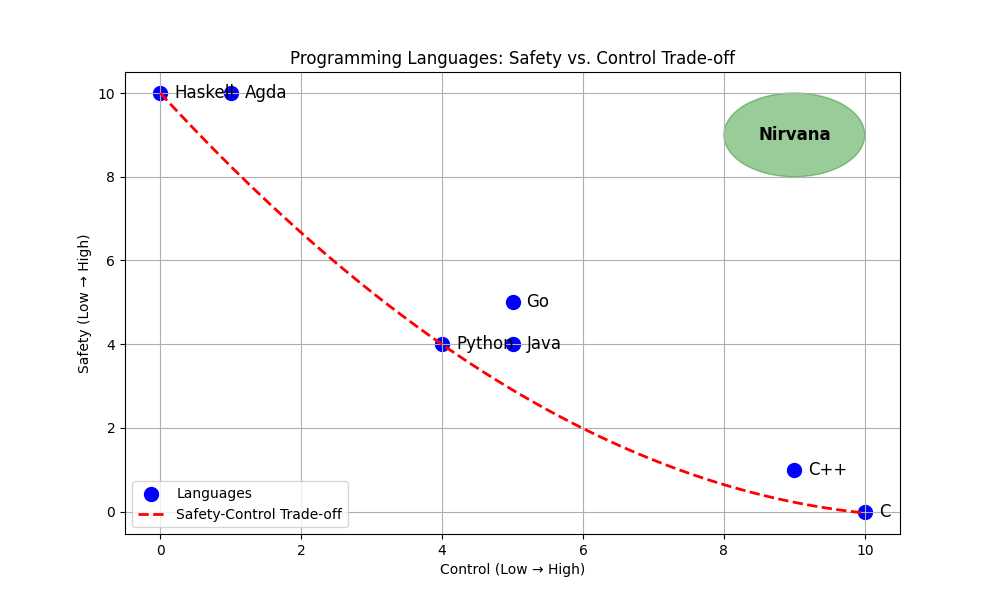 Programming Languages: Safety vs. Control Trade-off
10
Haskell
Agda
Nirvana
8
6
Safety (Low → High)
Go
4
Python
Java
2
C++
0
C
Languages
Safety-Control Trade-off
0
2
4
6
8
10
Control (Low → High)